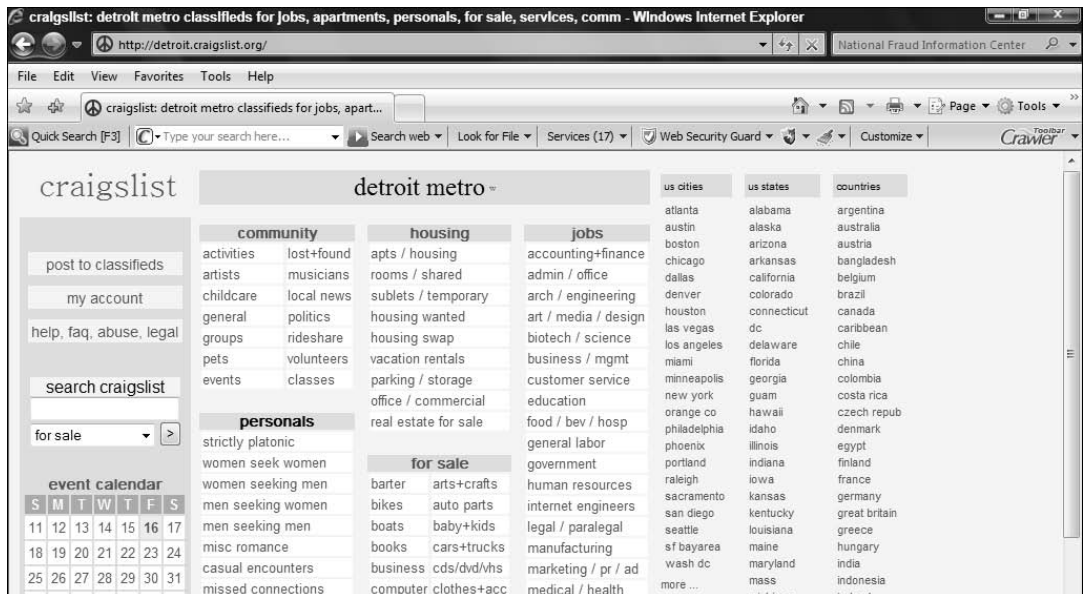 craigslist: detroit metro classifieds for jobs, apartments, personals, for sale, services, comm - Windows Internet Explorer
http://detroit.craigslist.org/
National Fraud Information Center
File Edit View Favorites Tools Help
craigslist: detroit metro classifieds for jobs, apart...
Page Tools
Quick Search [F3]
Type your search here...
Search web
Look for File
Services (17)
Web Security Guard
Customize
Crawler Toolbar
craigslist
post to classifieds
my account
help, faq, abuse, legal
search craigslist
for sale >
event calendar
S M T W T F S
11 12 13 14 15 16 17
18 19 20 21 22 23 24
25 26 27 28 29 30 31
detroit metro w
community
activities lost+found
artists musicians
childcare local news
general politics
groups rideshare
pets volunteers
events classes
personals
strictly platonic
women seek women
women seeking men
men seeking women
men seeking men
misc romance
casual encounters
missed connections
housing
apts / housing
rooms / shared
sublets / temporary
housing wanted
housing swap
vacation rentals
parking / storage
office / commercial
real estate for sale
for sale
barter arts+crafts
bikes auto parts
boats baby+kids
books cars+trucks
business cds/dvd/vhs
computer clothes+acc
jobs
accounting+finance
admin / office
arch / engineering
art / media / design
biotech / science
business / mgmt
customer service
education
food / bev / hosp
general labor
government
human resources
internet engineers
legal / paralegal
manufacturing
marketing / pr / ad
medical / health
us cities
atlanta
austin
boston
chicago
dallas
denver
houston
las vegas
los angeles
miami
minneapolis
new york
orange co
philadelphia
phoenix
portland
raleigh
sacramento
san diego
seattle
sf bayarea
wash dc
more ...
us states
alabama
alaska
arizona
arkansas
california
colorado
connecticut
dc
delaware
florida
georgia
guam
hawaii
idaho
illinois
indiana
iowa
kansas
kentucky
louisiana
maine
maryland
mass
countries
argentina
australia
austria
bangladesh
belgium
brazil
canada
caribbean
chile
china
colombia
costa rica
czech repub
denmark
egypt
finland
france
germany
great britain
greece
hungary
india
indonesia